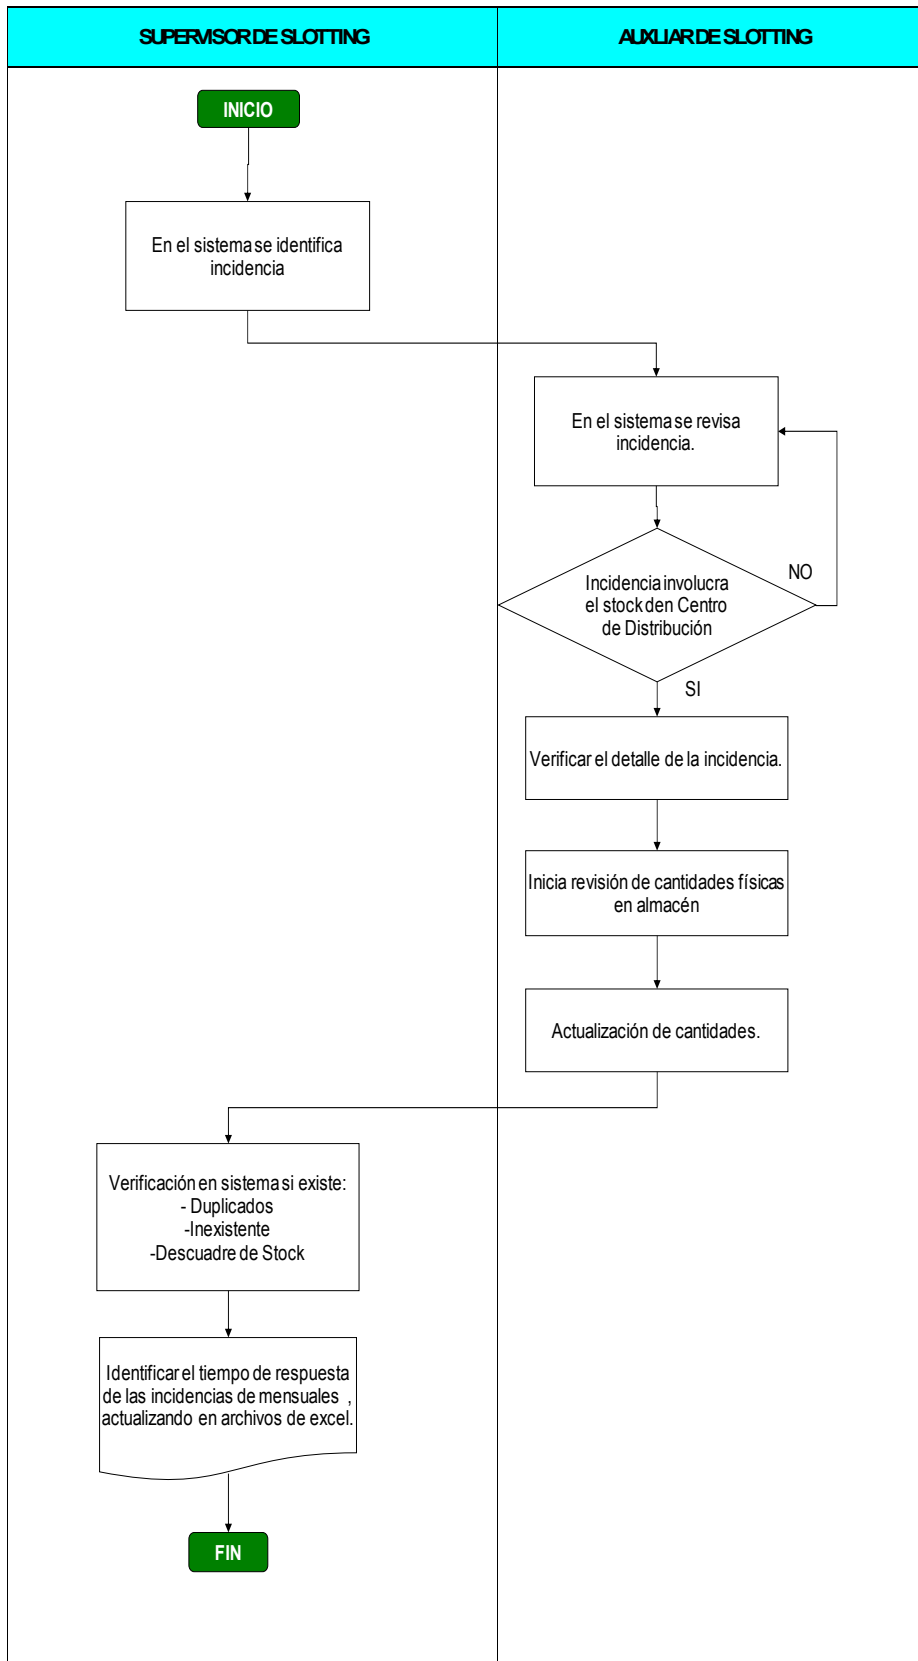 SUPERVISOR DE SLOTTING
AUXLIAR DE SLOTTING
INICIO
En el sistema se identifica
incidencia
En el sistema se revisa
incidencia.
Incidencia involucra
el stock den Centro
de Distribución
NO
SI
Verificar el detalle de la incidencia.
Inicia revisión de cantidades físicas
en almacén
Actualización de cantidades.
Verificación en sistema si existe:
- Duplicados
-Inexistente
-Descuadre de Stock
Identificar el tiempo de respuesta
de las incidencias de mensuales ,
actualizando en archivos de excel.
FIN